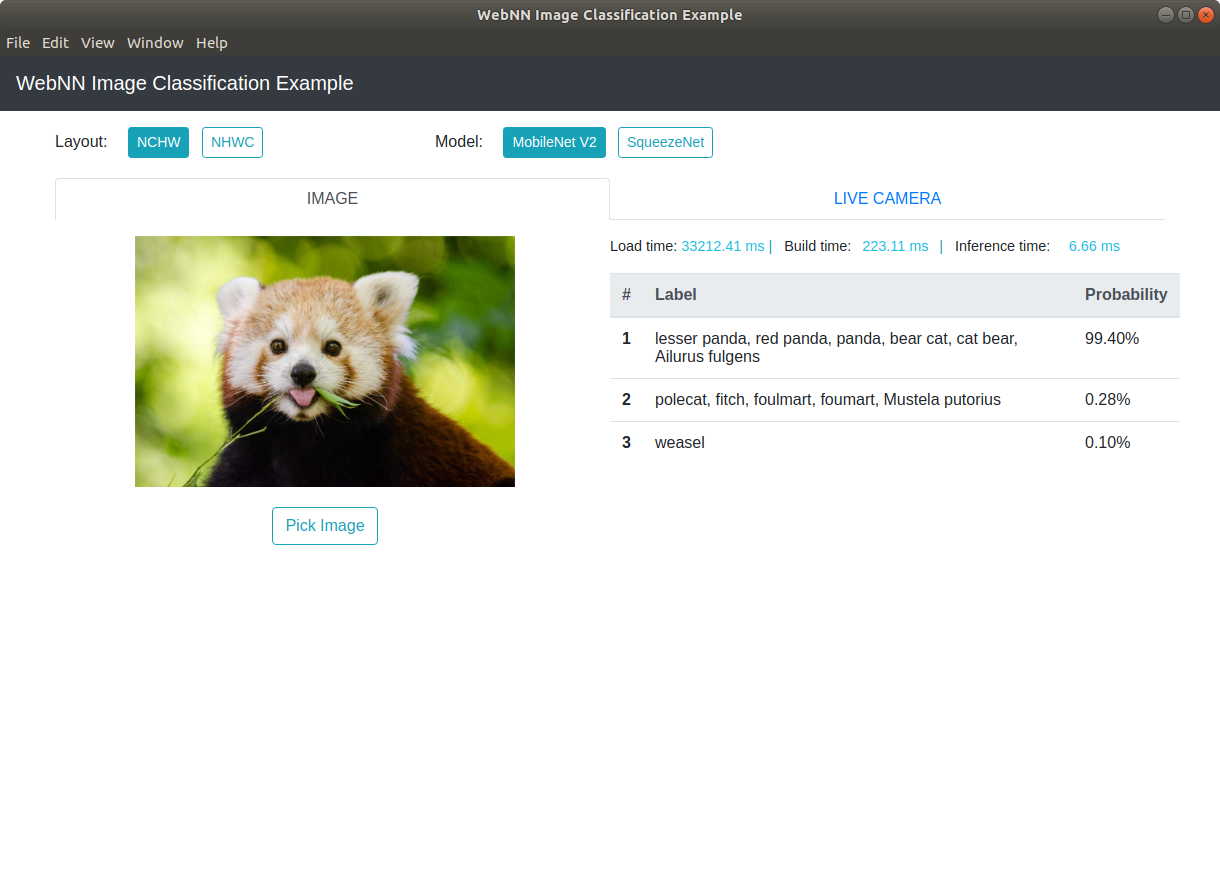 WebNN Image Classification Example
File Edit View Window Help
WebNN Image Classification Example
Layout: NCHW NHWC Model: MobileNet V2 SqueezeNet
IMAGE LIVE CAMERA
Load time: 33212.41 ms | Build time: 223.11 ms | Inference time: 6.66 ms
# Label Probability
1 lesser panda, red panda, panda, bear cat, cat bear, 99.40%
Ailurus fulgens
2 polecat, fitch, foulmart, foumart, Mustela putorius 0.28%
3 weasel 0.10%
Pick Image